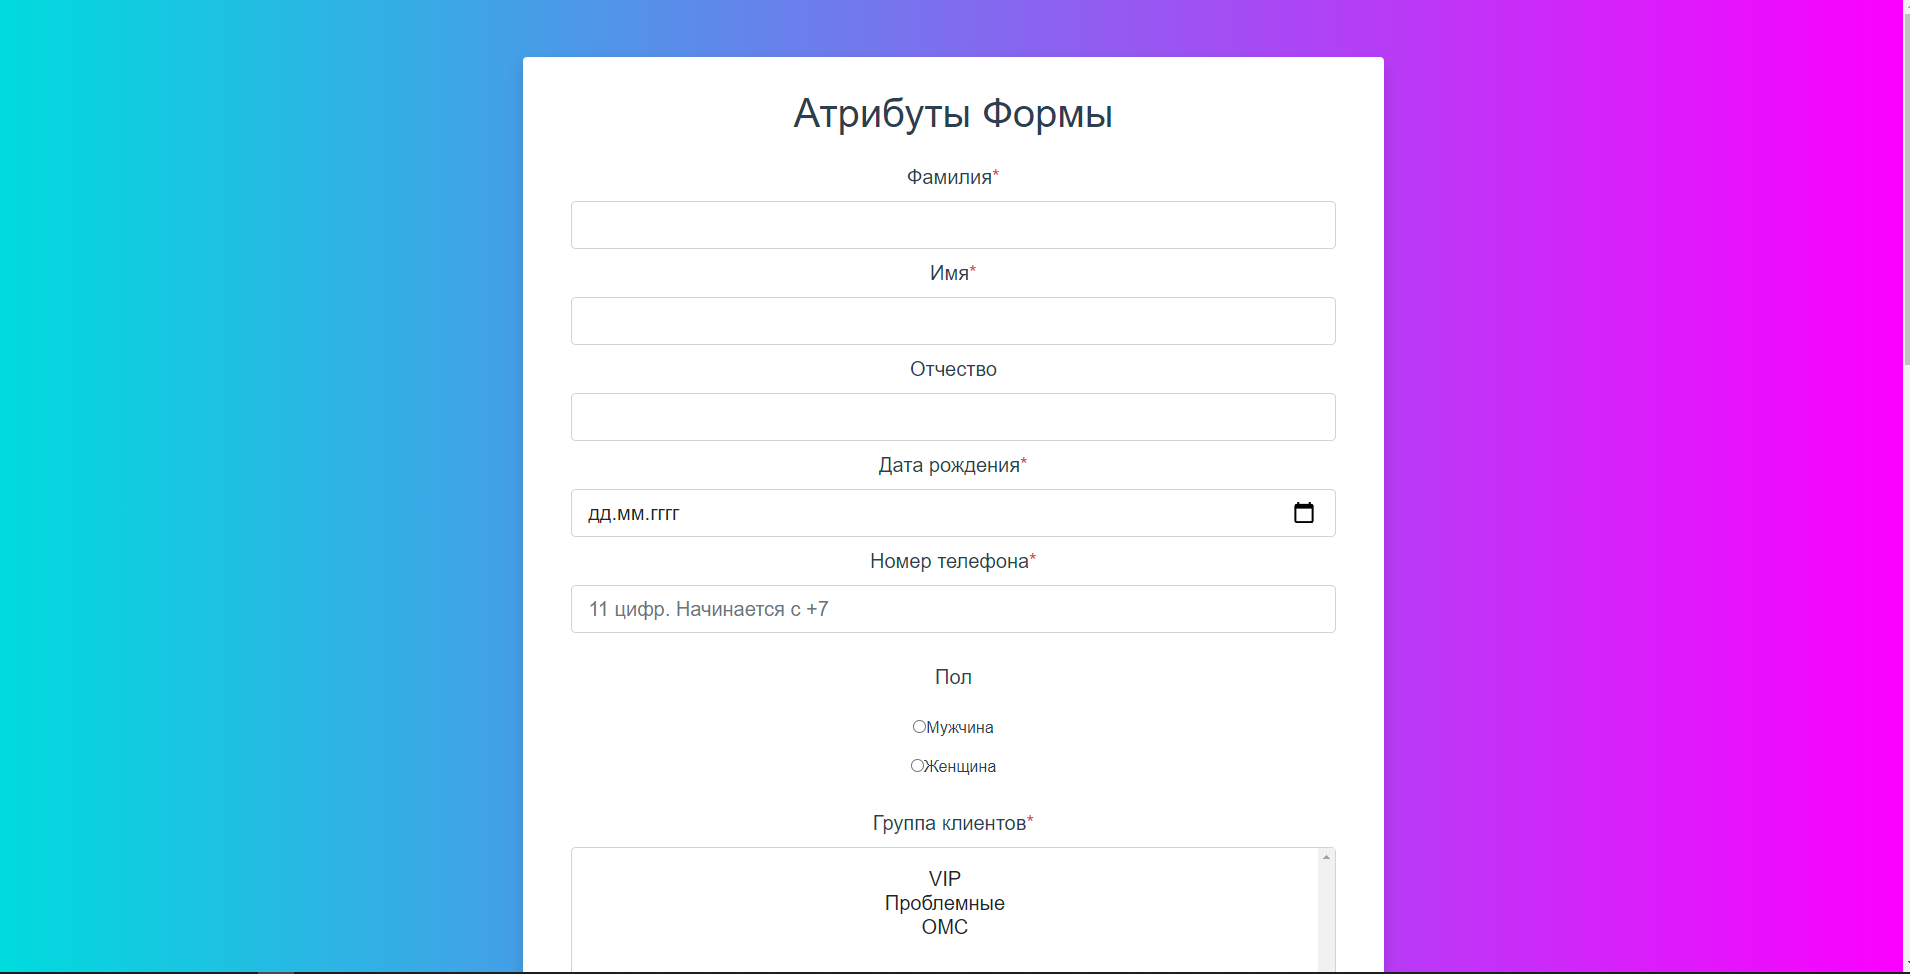 Атрибуты Формы
Фамилия*
Имя*
Отчество
Дата рождения*
дд.мм.гггг
Номер телефона*
11 цифр. Начинается с +7
Пол
Мужчина
Женщина
Группа клиентов*
VIP
Проблемные
ОМС